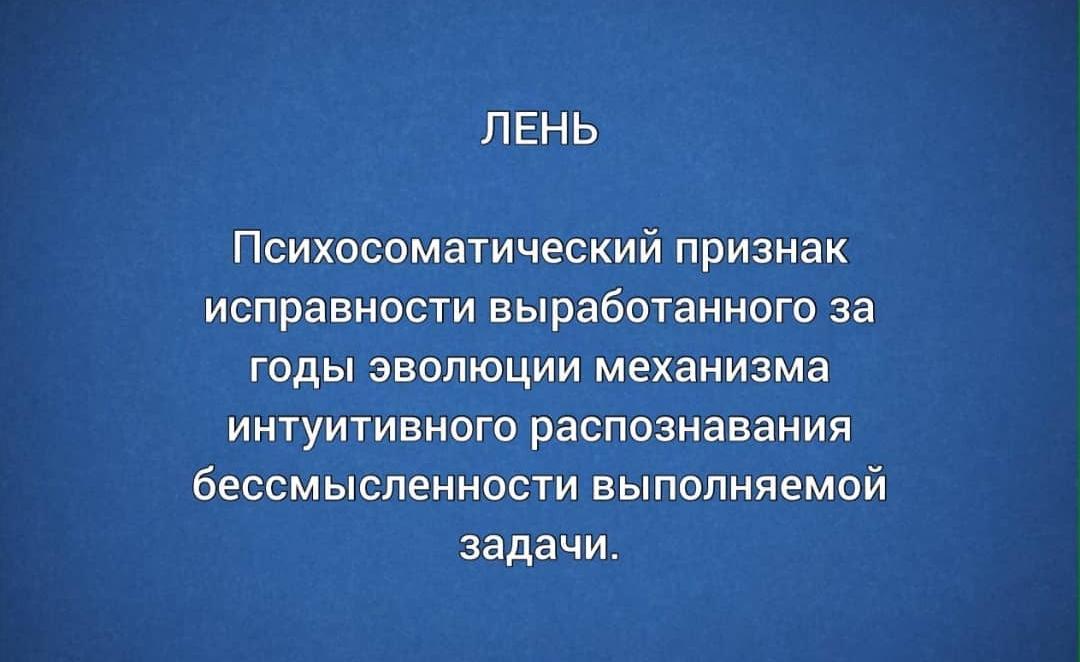 ЛЕНЬ
Психосоматический признак
исправности выработанного за
годы эволюции механизма
интуитивного распознавания
бессмысленности выполняемой
задачи.